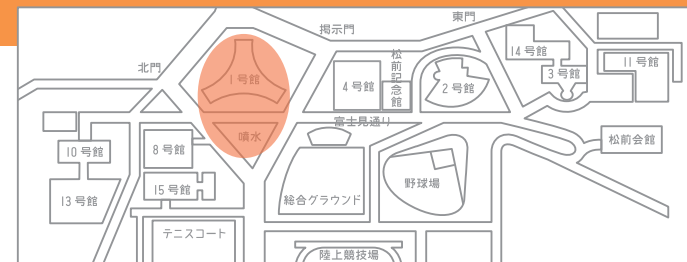 東門
掲示門
北門
松前記念館
14号館
11号館
3号館
1号館
4号館
2号館
富士見通り
噴水
松前会館
10号館
8号館
15号館
13号館
野球場
総合グラウンド
テニスコート
陸上競技場